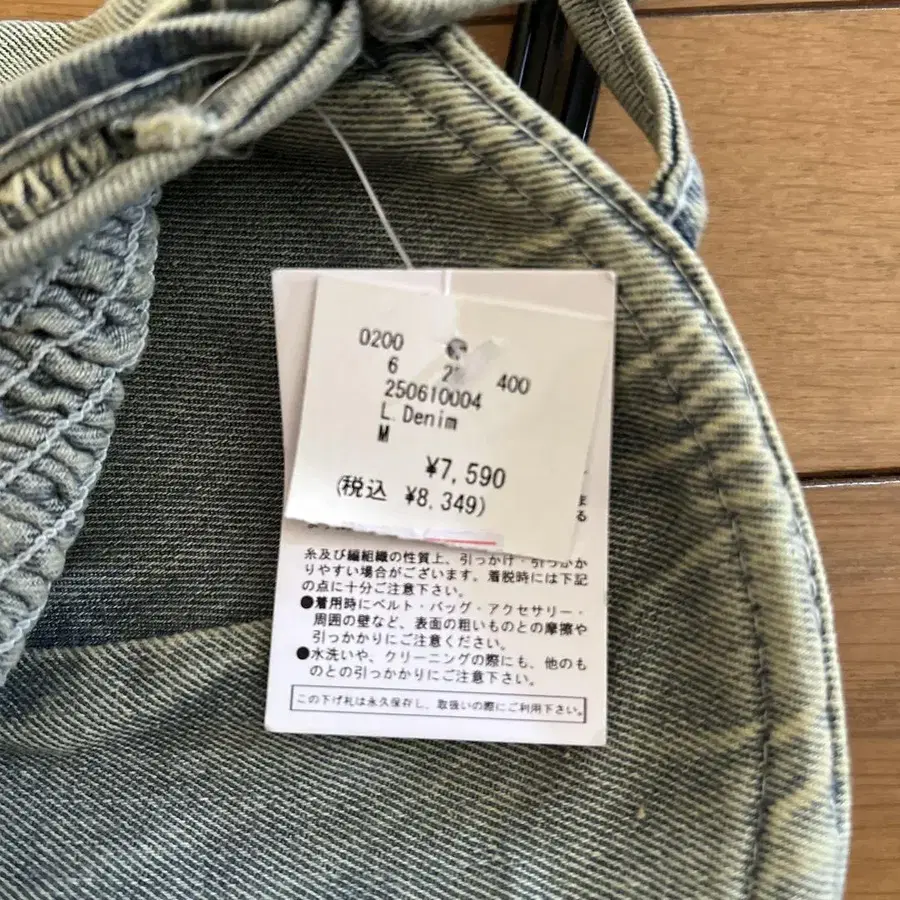 0200
6 2 400
250610004
L.Denim
M
¥7,590
(税込 ¥8,349)
ま
る
糸及び編組織の性質上、引っかけ・引っかか
りやすい場合がございます。着脱時には下記
の点に十分ご注意下さい。
●着用時にベルト・バッグ・アクセサリー・
周囲の壁など、表面の粗いものとの摩擦や
引っかかりにご注意ください。
●水洗いや、クリーニングの際にも、他のも
のとの引っかかりにご注意下さい。
この下げ札は永久保存し、取扱いの際にご利用下さい。